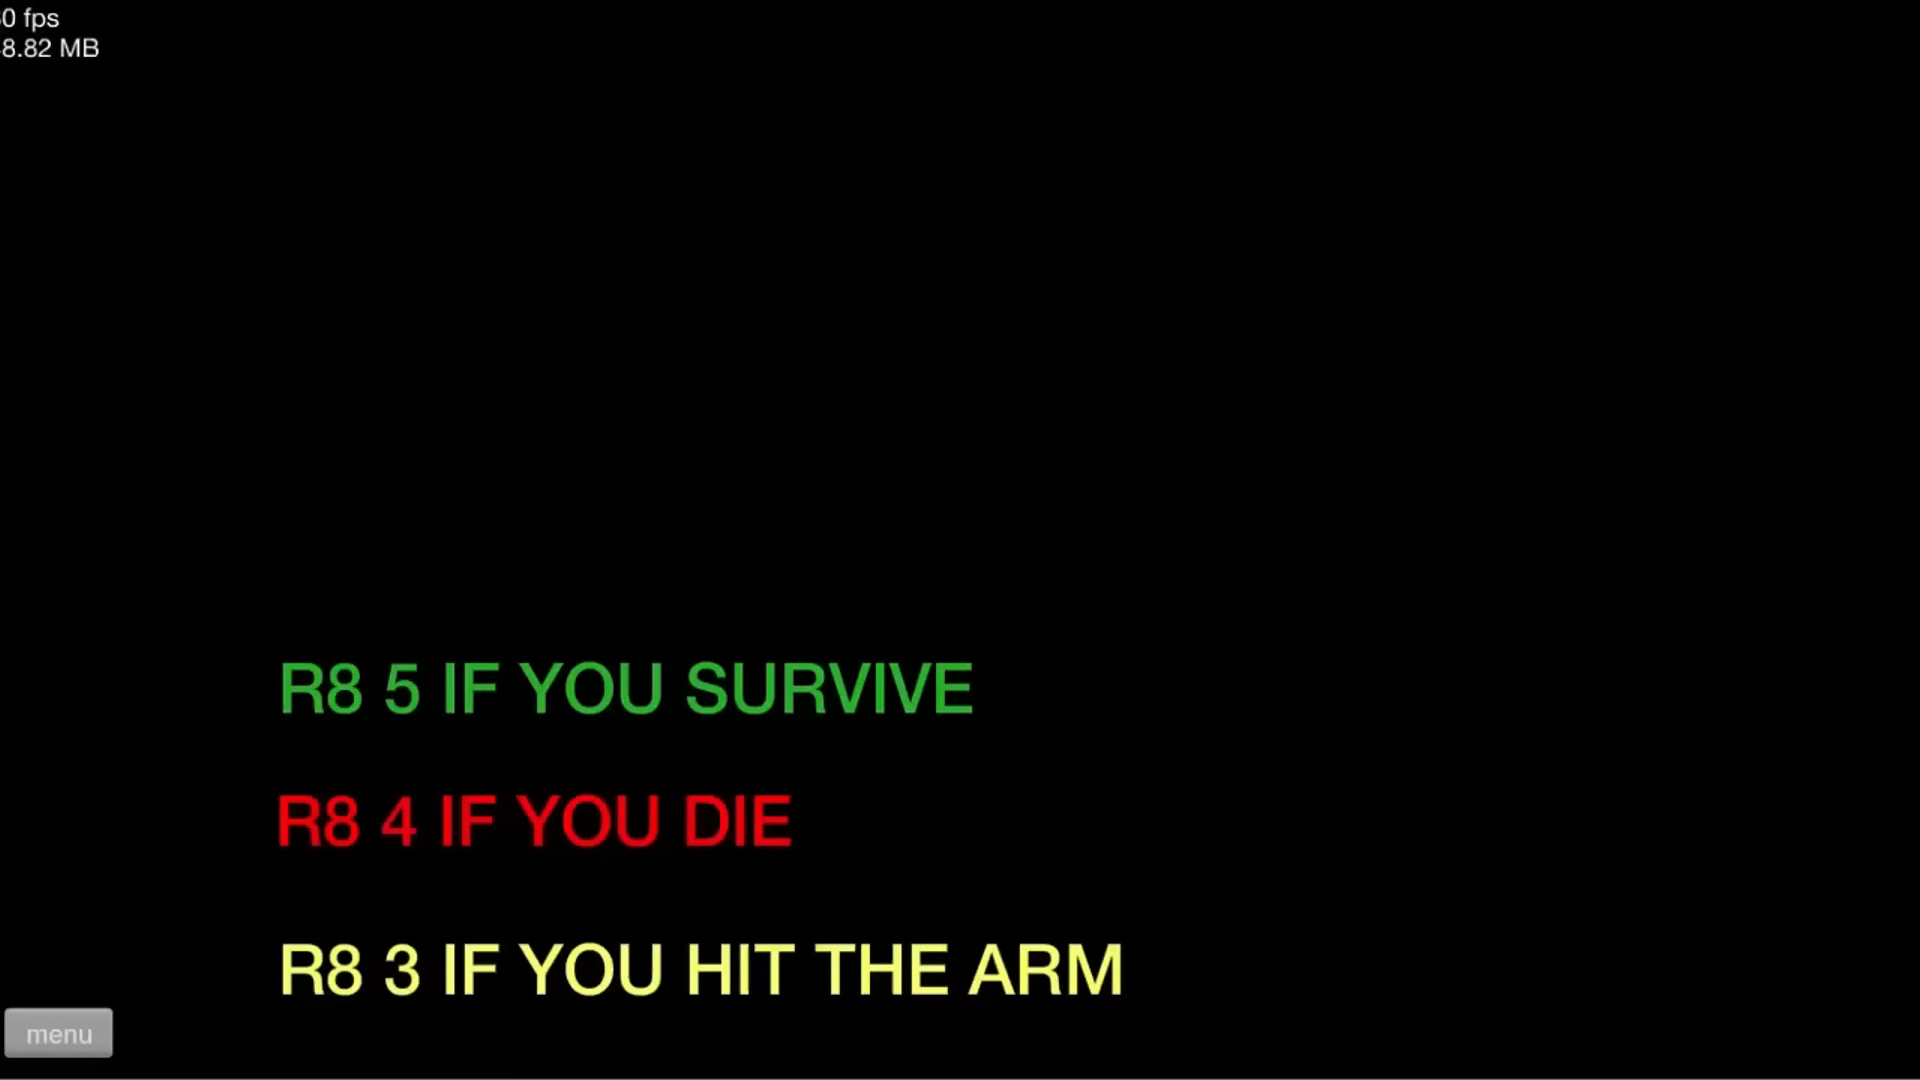 0 fps
8.82 MB
R8 5 IF YOU SURVIVE
R8 4 IF YOU DIE
R8 3 IF YOU HIT THE ARM
menu